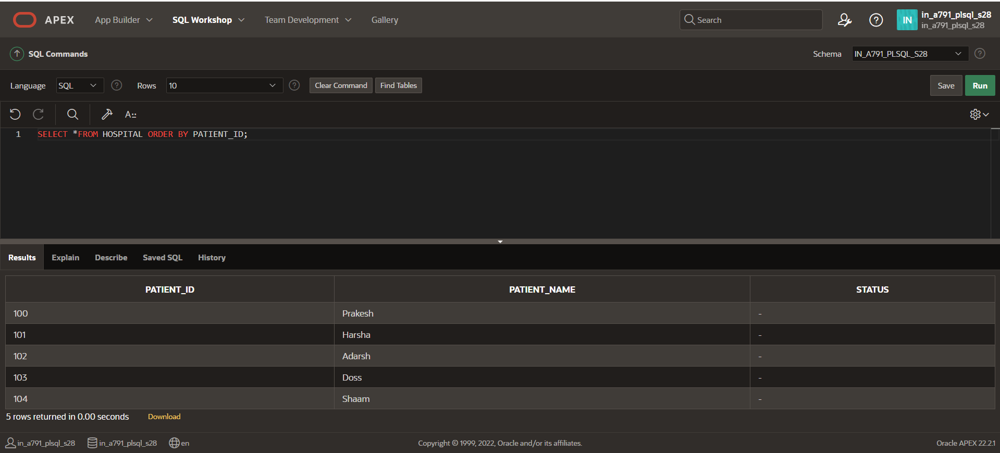 APEX App Builder SQL Workshop Team Development Gallery Search IN in_a791_plsql_s28
in_a791_plsql_s28
SQL Commands Schema IN_A791_PLSQL_S28
Language SQL Rows 10 Clear Command Find Tables Save Run
A::
1 SELECT *FROM HOSPITAL ORDER BY PATIENT_ID;
Results Explain Describe Saved SQL History
PATIENT_ID PATIENT_NAME STATUS
100 Prakesh -
101 Harsha -
102 Adarsh -
103 Doss -
104 Shaam -
5 rows returned in 0.00 seconds Download
in_a791_plsql_s28 in_a791_plsql_s28 en Copyright © 1999, 2022, Oracle and/or its affiliates. Oracle APEX 22.2.1